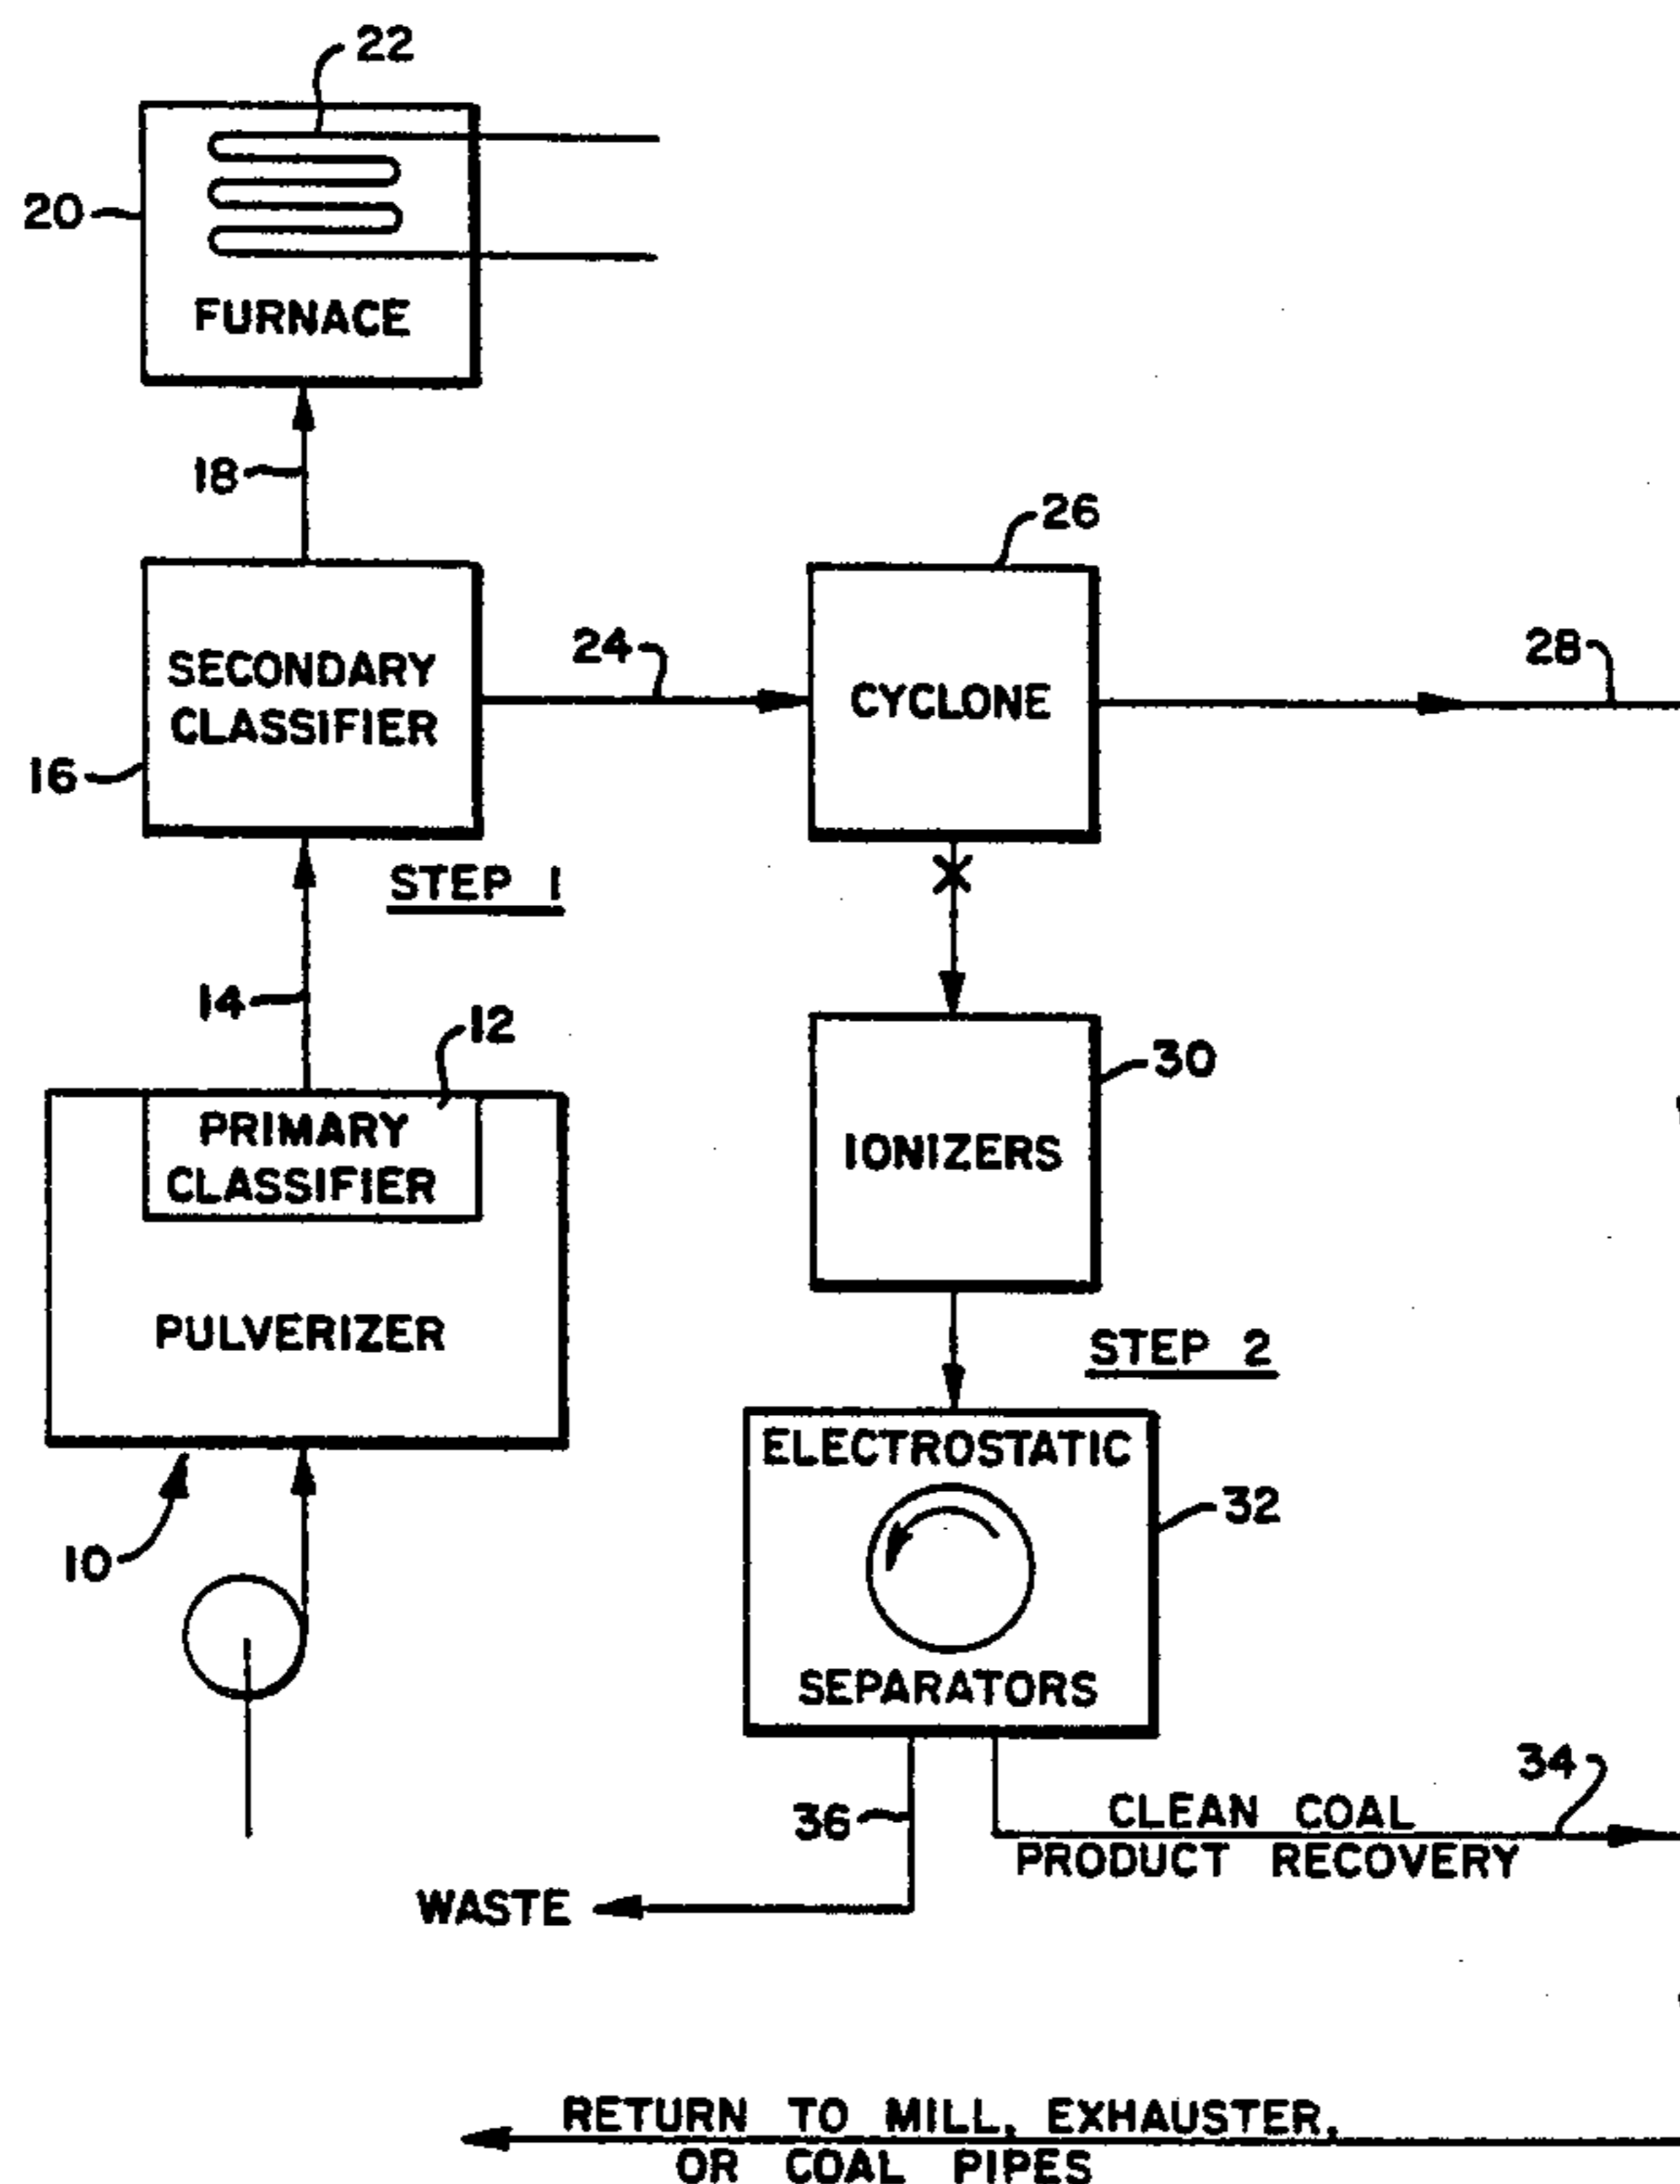 22
20
FURNACE
18
26
24
28
SECONDARY
CLASSIFIER
CYCLONE
16
STEP 1
14
12
30
PRIMARY
CLASSIFIER
IONIZERS
PULVERIZER
STEP 2
ELECTROSTATIC
32
10
SEPARATORS
34
36
CLEAN COAL
PRODUCT RECOVERY
WASTE
RETURN TO MILL, EXHAUSTER,
OR COAL PIPES